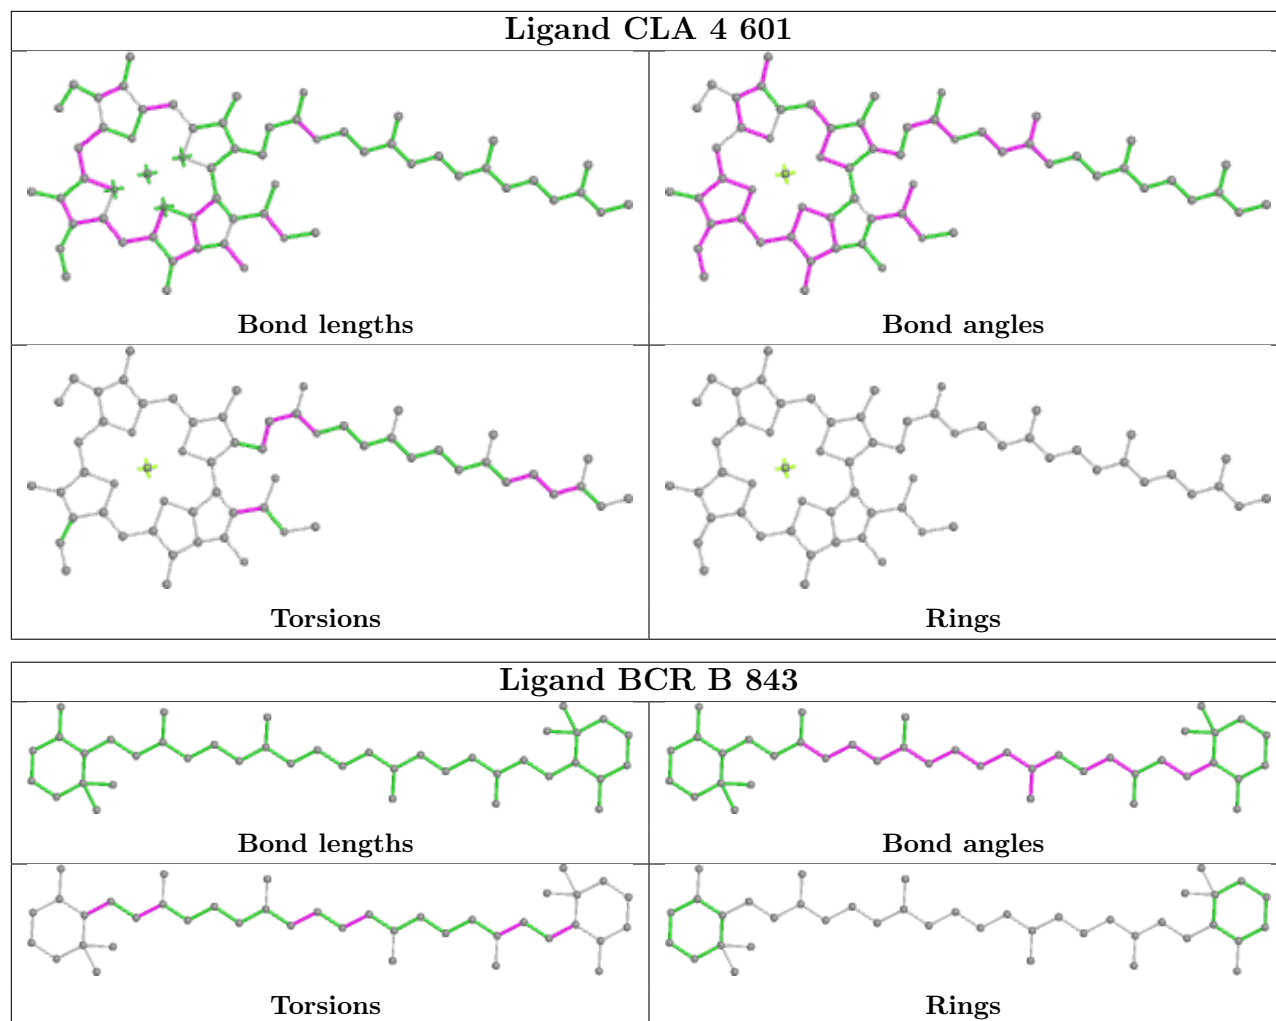 Ligand CLA 4 601
Bond lengths
Bond angles
Torsions
Rings
Ligand BCR B 843
Bond lengths
Bond angles
Torsions
Rings